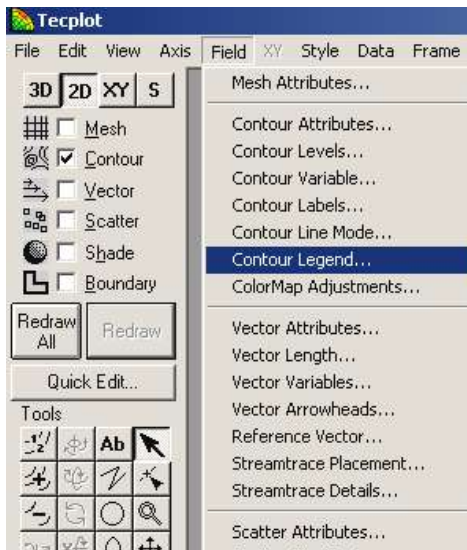 Tecplot
File Edit View Axis Field XY Style Data Frame
3D 2D XY S
Mesh
Contour
Vector
Scatter
Shade
Boundary
Redraw All
Redraw
Quick Edit...
Tools
Ab
Mesh Attributes...
Contour Attributes...
Contour Levels...
Contour Variable...
Contour Labels...
Contour Line Mode...
Contour Legend...
ColorMap Adjustments...
Vector Attributes...
Vector Length...
Vector Variables...
Vector Arrowheads...
Reference Vector...
Streamtrace Placement...
Streamtrace Details...
Scatter Attributes...